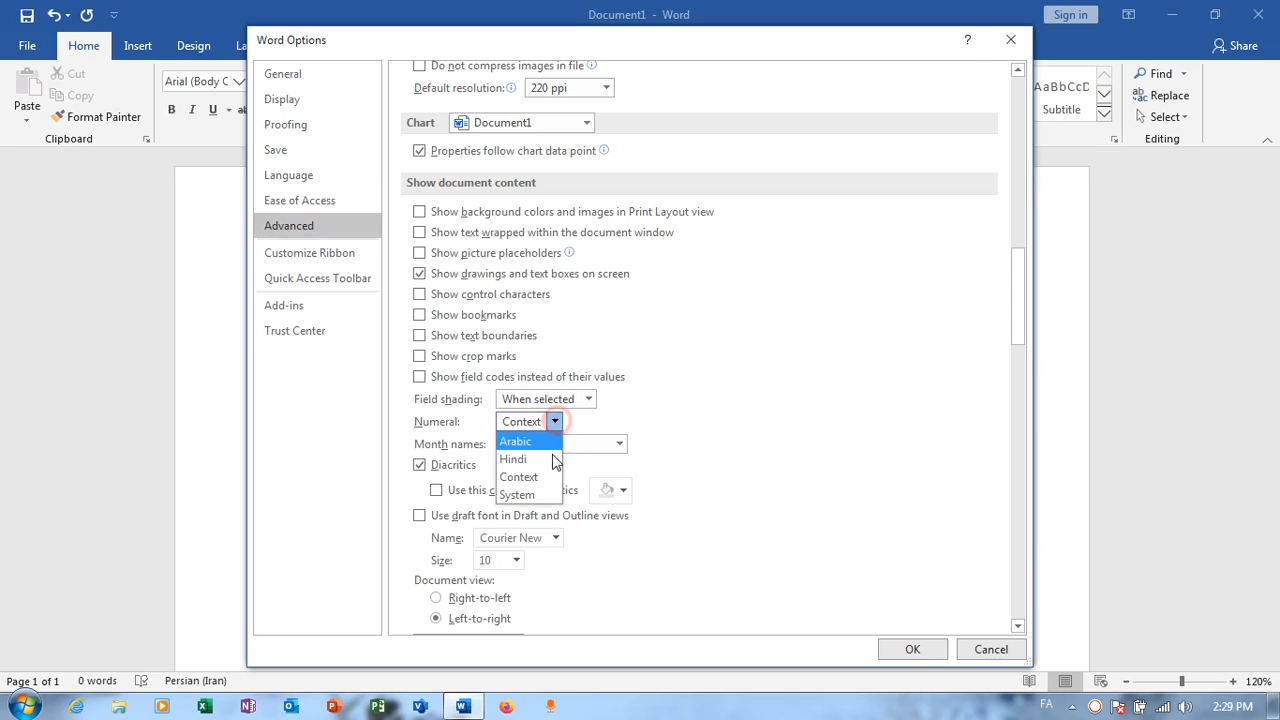 Document1 - Word
Sign in
File
Home
Insert
Design
La
Share
Paste
Cut
Copy
Format Painter
Clipboard
Arial (Body C
B I U ab
AaBbCcD
Subtitle
Find
Replace
Select
Editing
Word Options
?
General
Display
Proofing
Save
Language
Ease of Access
Advanced
Customize Ribbon
Quick Access Toolbar
Add-ins
Trust Center
Do not compress images in file
Default resolution: 220 ppi
Chart Document1
Properties follow chart data point
Show document content
Show background colors and images in Print Layout view
Show text wrapped within the document window
Show picture placeholders
Show drawings and text boxes on screen
Show control characters
Show bookmarks
Show text boundaries
Show crop marks
Show field codes instead of their values
Field shading: When selected
Numeral: Context
Arabic
Hindi
Context
System
Month names:
Diacritics
Use this c tics
Use draft font in Draft and Outline views
Name: Courier New
Size: 10
Document view:
Right-to-left
Left-to-right
OK
Cancel
Page 1 of 1
0 words
Persian (Iran)
120%
FA
2:29 PM